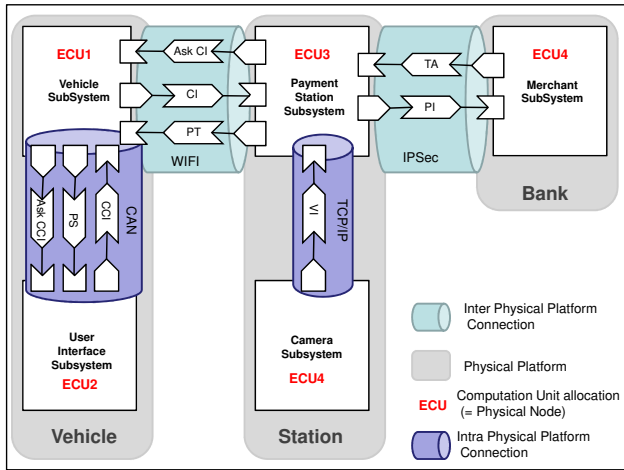 ECU1
Vehicle
SubSystem
Ask CI
CI
PT
WIFI
ECU3
Payment
Station
Subsystem
TA
PI
IPSec
ECU4
Merchant
SubSystem
Bank
Ask CCI
PS
CCI
CAN
VI
TCP/IP
User
Interface
Subsystem
ECU2
Vehicle
Camera
Subsystem
ECU4
Station
Inter Physical Platform
Connection
Physical Platform
ECU Computation Unit allocation
(= Physical Node)
Intra Physical Platform
Connection